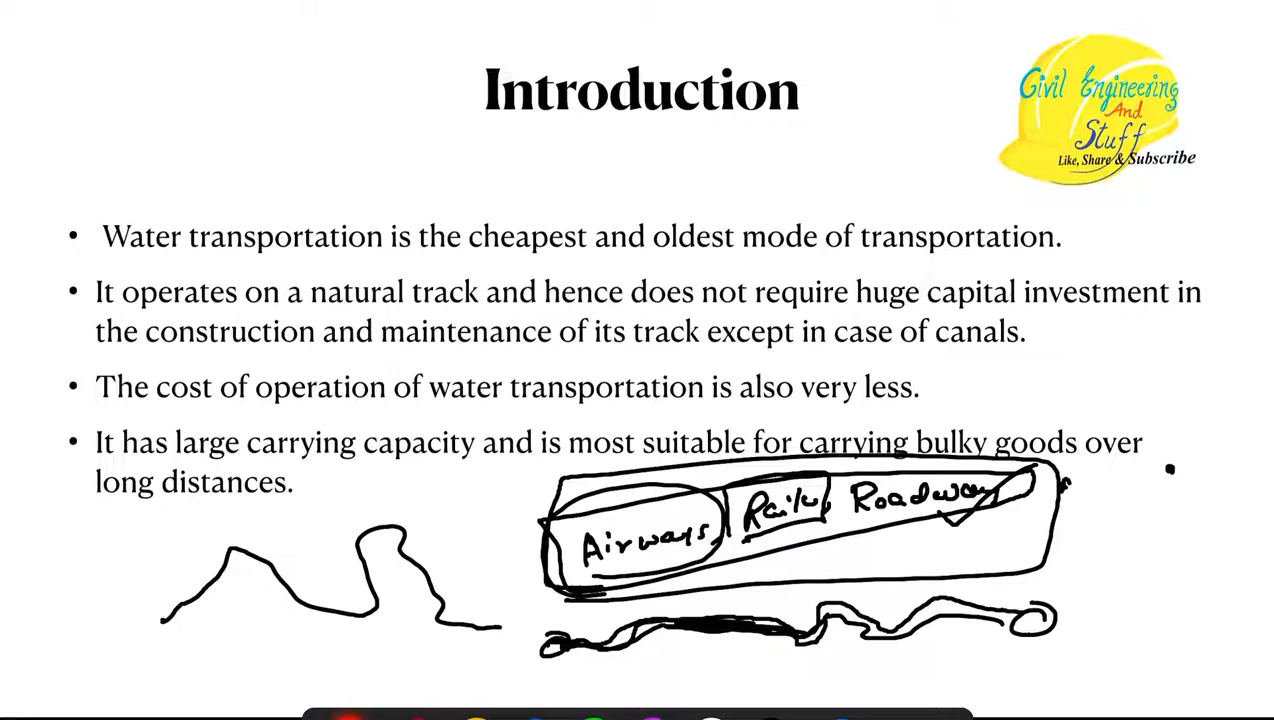 Introduction
Civil Engineering
And
Stuff
Like, Share & Subscribe
• Water transportation is the cheapest and oldest mode of transportation.
• It operates on a natural track and hence does not require huge capital investment in
the construction and maintenance of its track except in case of canals.
• The cost of operation of water transportation is also very less.
• It has large carrying capacity and is most suitable for carrying bulky goods over
long distances.
Airways Roadway